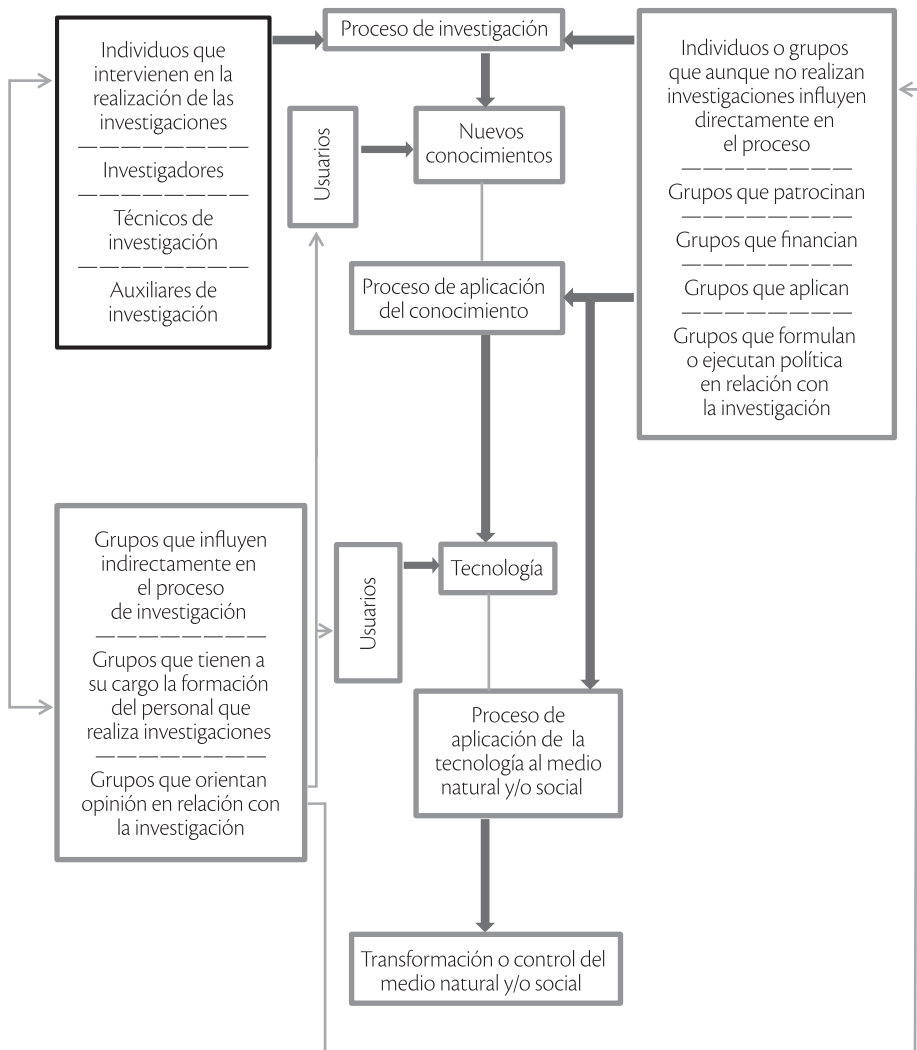 Proceso de investigación
Individuos que
intervienen en la
realización de las
investigaciones
Investigadores
Técnicos de
investigación
Auxiliares de
investigación
Usuarios
Nuevos
conocimientos
Individuos o grupos
que aunque no realizan
investigaciones influyen
directamente en
el proceso
Grupos que patrocinan
Grupos que financian
Grupos que aplican
Grupos que formulan
o ejecutan política
en relación con
la investigación
Proceso de aplicación
del conocimiento
Grupos que influyen
indirectamente en
el proceso
de investigación
Grupos que tienen a
su cargo la formación
del personal que
realiza investigaciones
Grupos que orientan
opinión en relación con
la investigación
Usuarios
Tecnología
Proceso de
aplicación de la
tecnología al medio
natural y/o social
Transformación o control del
medio natural y/o social